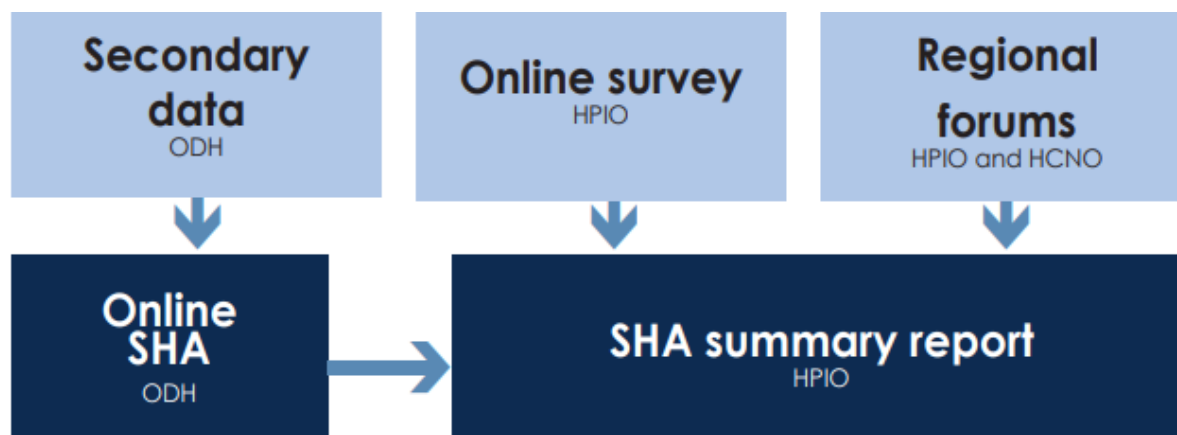 Secondary
data
ODH
Online survey
HPIO
Regional
forums
HPIO and HCNO
Online
SHA
ODH
SHA summary report
HPIO